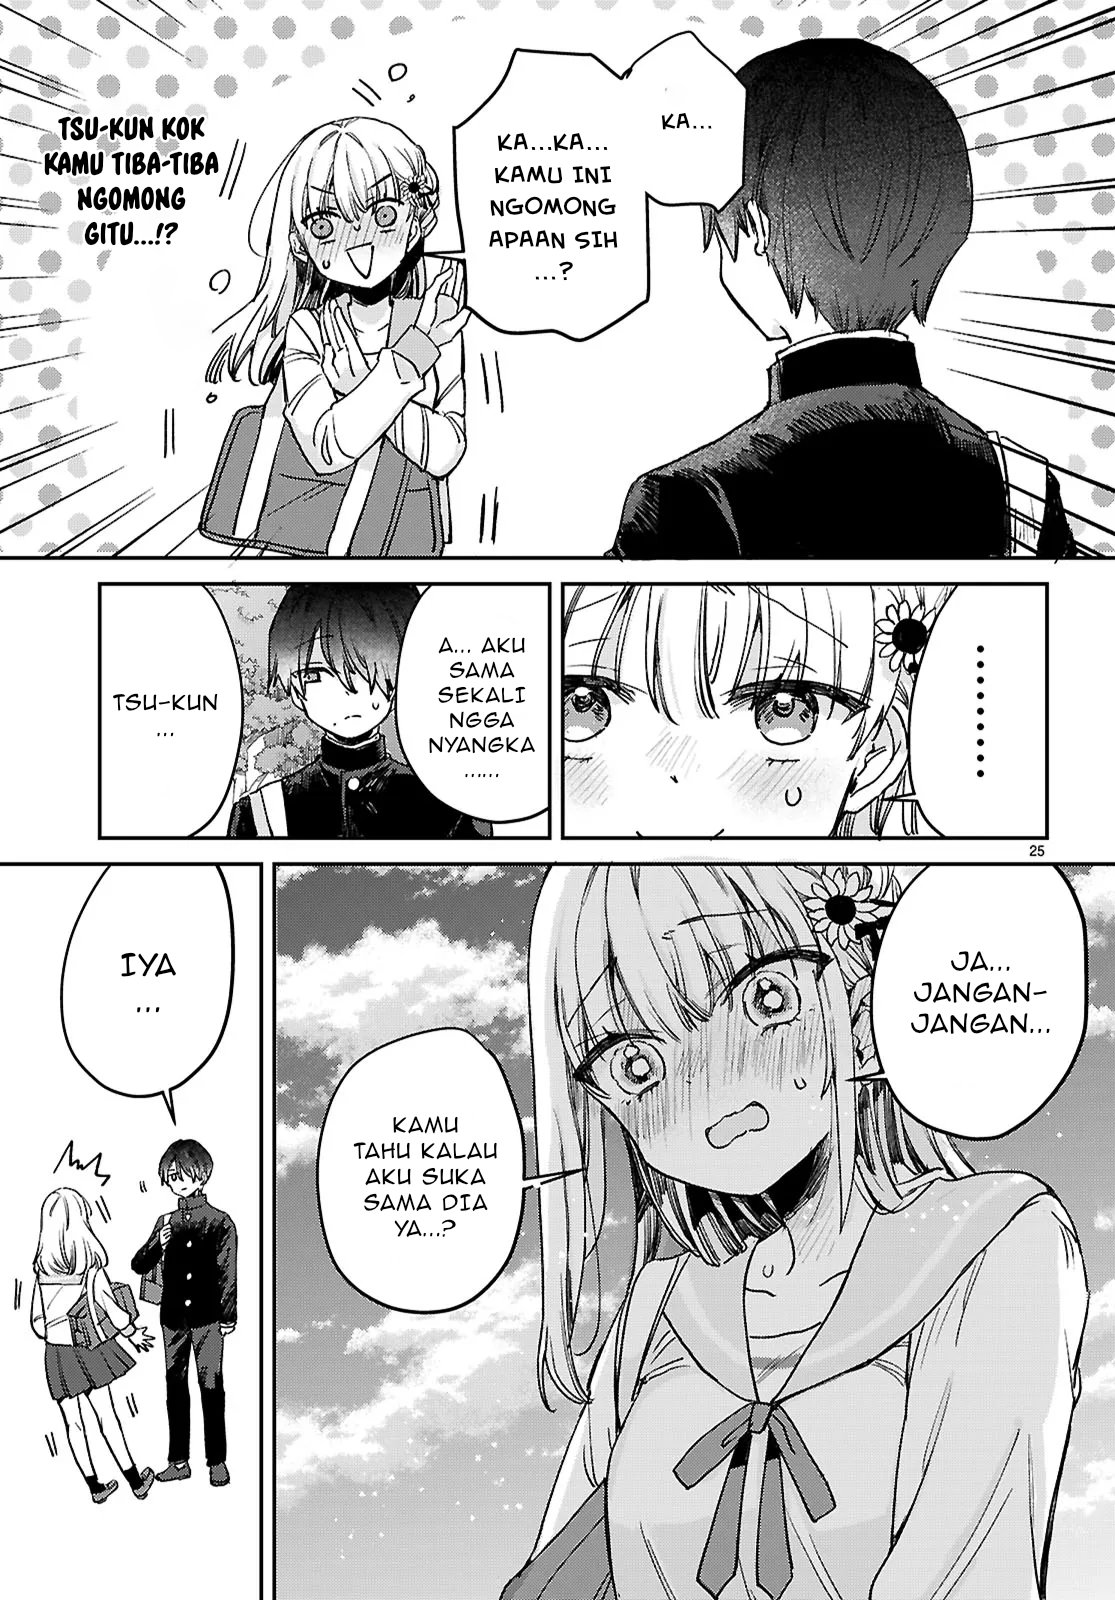 KA...
KA...KA...
KAMU INI
NGOMONG
APAAN SIH
...?
TSU-KUN KOK
KAMU TIBA-TIBA
NGOMONG
GITU...!?
........
A... AKU
SAMA
SEKALI
NGGA
NYANGKA
......
TSU-KUN
...
25
JA...
JANGAN-
JANGAN...
KAMU
TAHU KALAU
AKU SUKA
SAMA DIA
YA...?
IYA
...